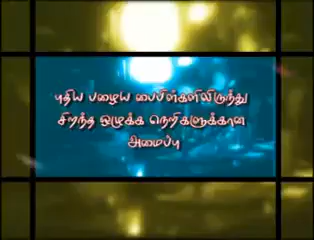 புதிய பழைய பைபிள்களிலிருந்து
சிறந்த ஒழுக்க நெறிகளுக்கான
அமைப்பு